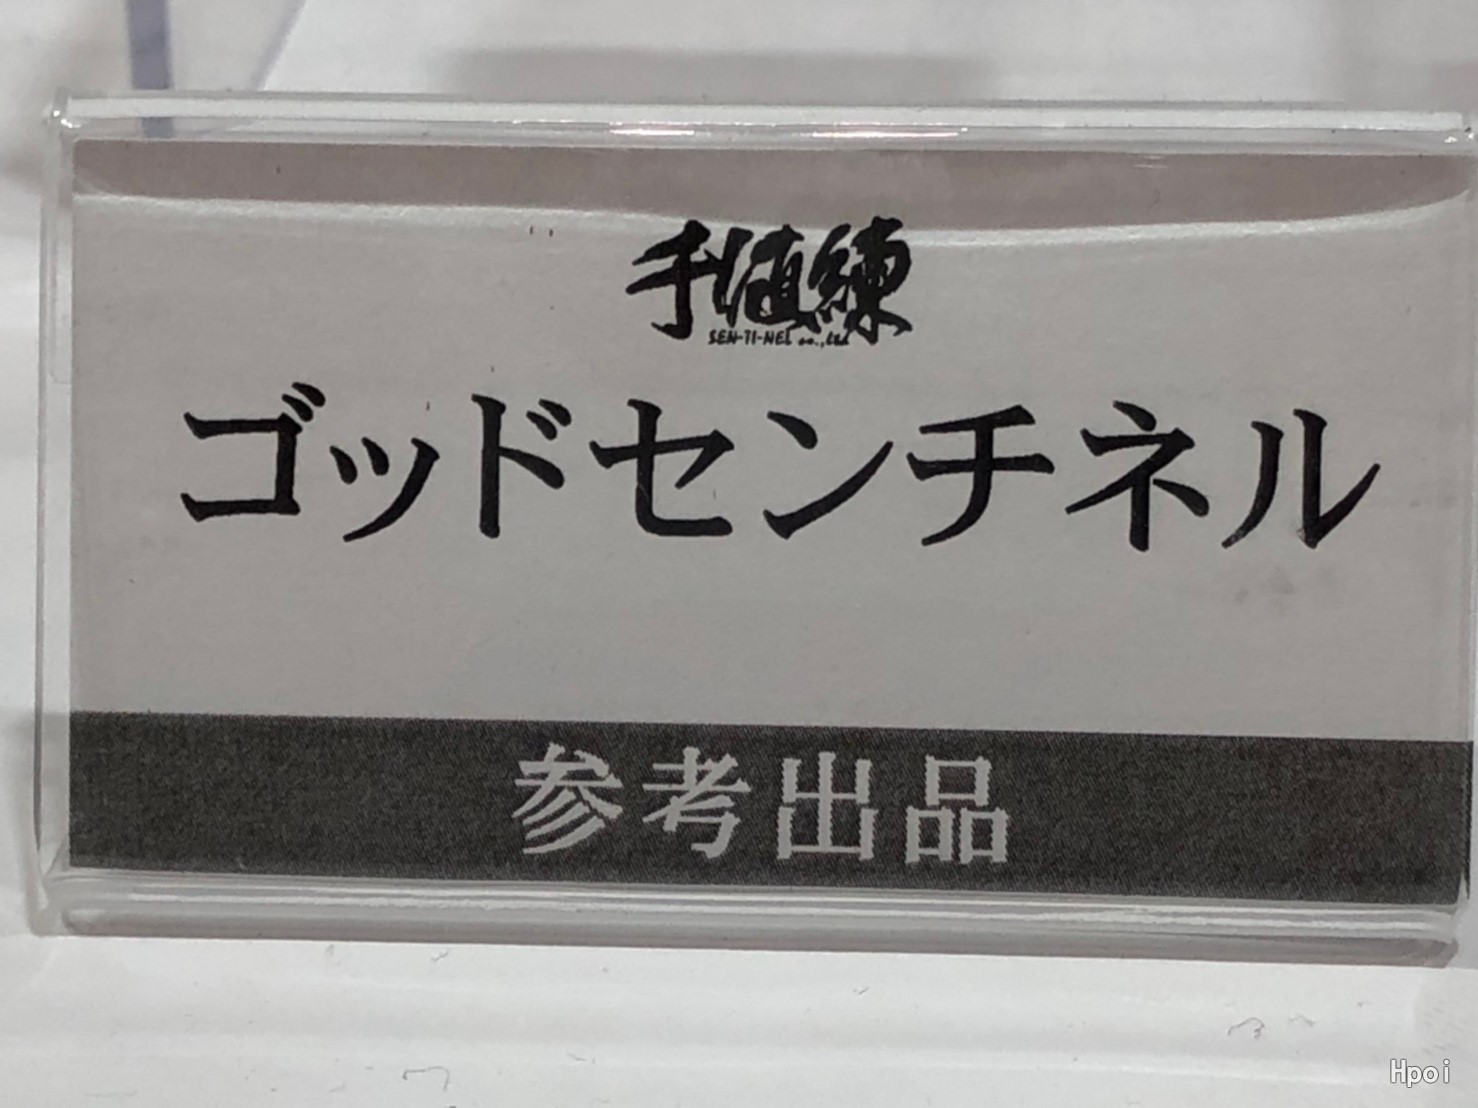 千値練
SEN-TI-NEL co.,Ltd
ゴッドセンチネル
参考出品
Hpoi